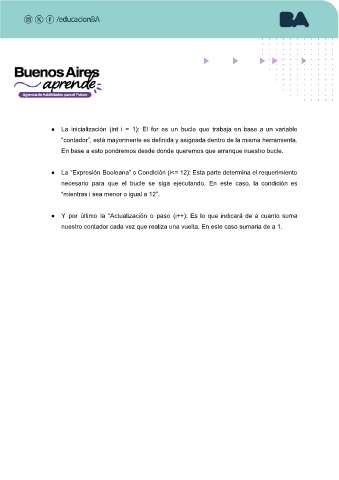 /educacionBA
BA
Buenos Aires
aprende
Agencia de Habilidades para el Futuro
● La inicialización (int i = 1): El for es un bucle que trabaja en base a un variable
“contador”, está mayormente es definida y asignada dentro de la misma herramienta.
En base a esto pondremos desde donde queremos que arranque nuestro bucle.
● La “Expresión Booleana” o Condición (i<= 12): Esta parte determina el requerimiento
necesario para que el bucle se siga ejecutando. En este caso, la condición es
“mientras i sea menor o igual a 12”.
● Y por último la “Actualización o paso (i++): Es lo que indicará de a cuanto suma
nuestro contador cada vez que realiza una vuelta. En este caso sumaria de a 1.